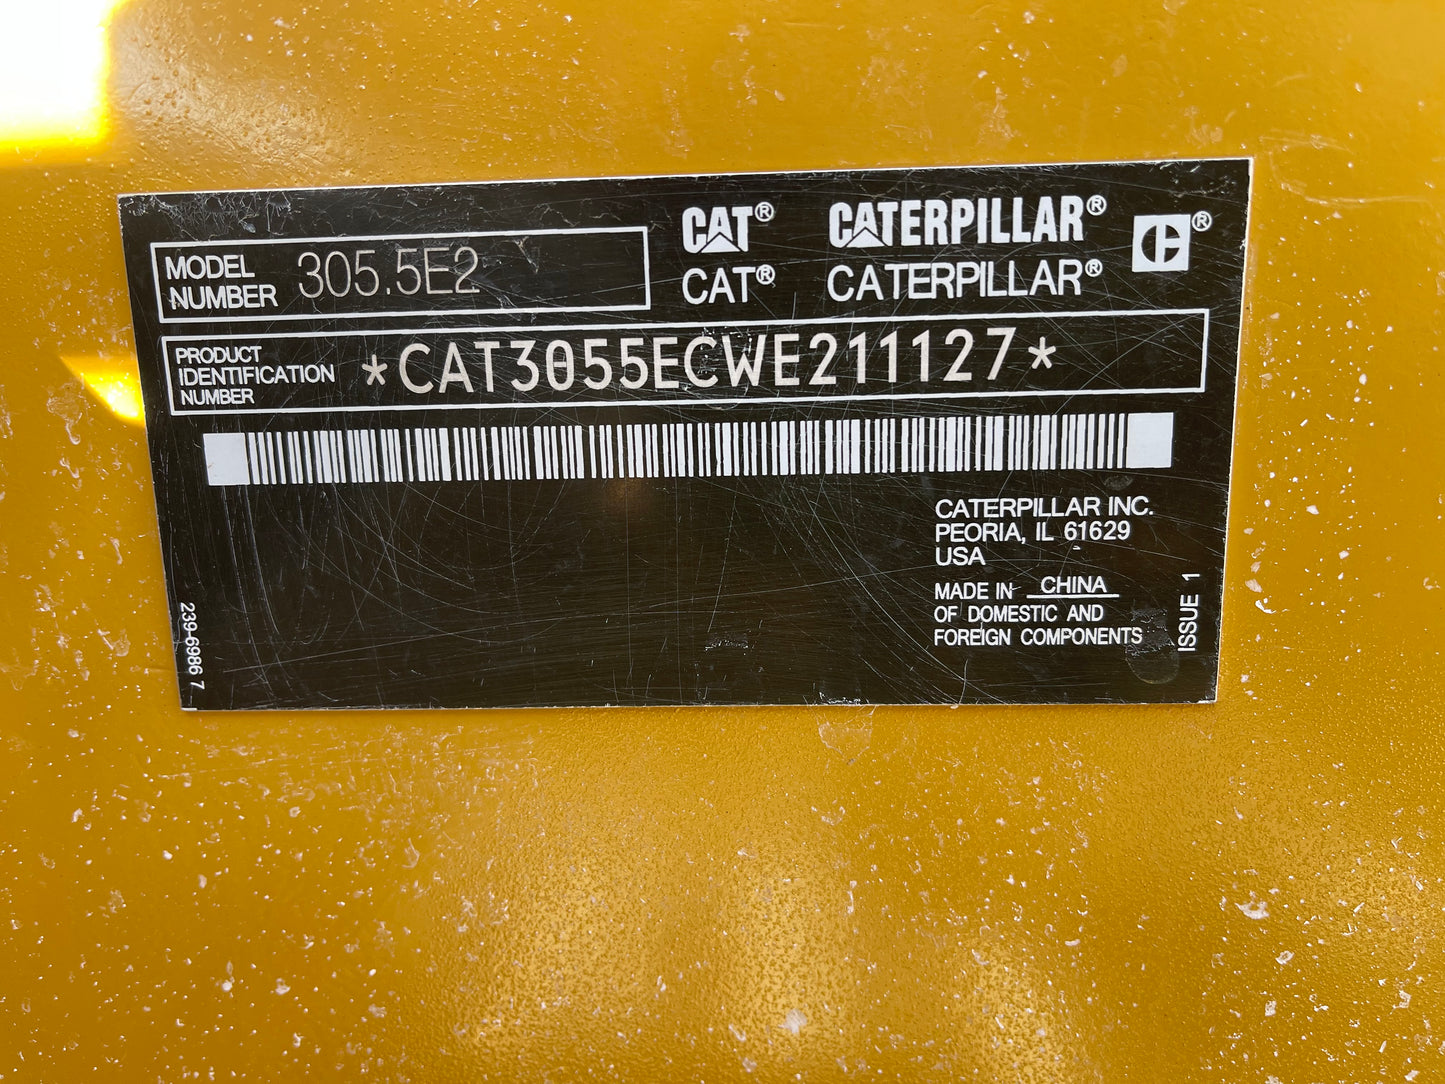 MODEL
NUMBER 305.5E2
CAT® CATERPILLAR® C®
CAT® CATERPILLAR®
PRODUCT
IDENTIFICATION
NUMBER
*CAT3055ECWE211127*
CATERPILLAR INC.
PEORIA, IL 61629
USA
MADE IN CHINA
OF DOMESTIC AND
FOREIGN COMPONENTS
239-6986 7
ISSUE 1